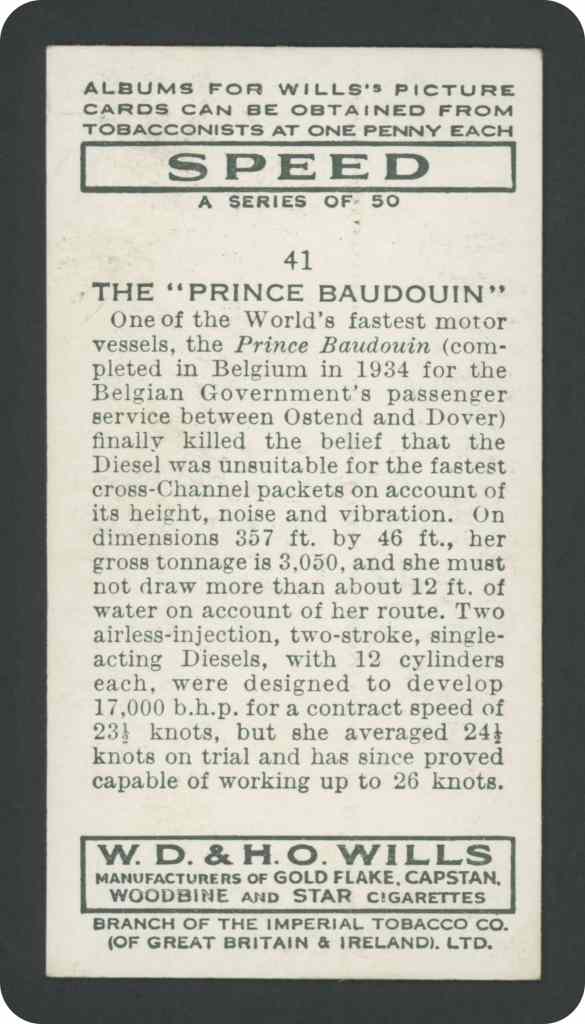 ALBUMS FOR WILLS'S PICTURE
CARDS CAN BE OBTAINED FROM
TOBACCONISTS AT ONE PENNY EACH
SPEED
A SERIES OF 50
41
THE "PRINCE BAUDOUIN"
One of the World's fastest motor
vessels, the Prince Baudouin (com-
pleted in Belgium in 1934 for the
Belgian Government's passenger
service between Ostend and Dover)
finally killed the belief that the
Diesel was unsuitable for the fastest
cross-Channel packets on account of
its height, noise and vibration. On
dimensions 357 ft. by 46 ft., her
gross tonnage is 3,050, and she must
not draw more than about 12 ft. of
water on account of her route. Two
airless-injection, two-stroke, single-
acting Diesels, with 12 cylinders
each, were designed to develop
17,000 b.h.p. for a contract speed of
23½ knots, but she averaged 24½
knots on trial and has since proved
capable of working up to 26 knots.
W. D. & H. O. WILLS
MANUFACTURERS OF GOLD FLAKE, CAPSTAN,
WOODBINE AND STAR CIGARETTES
BRANCH OF THE IMPERIAL TOBACCO CO.
(OF GREAT BRITAIN & IRELAND), LTD.